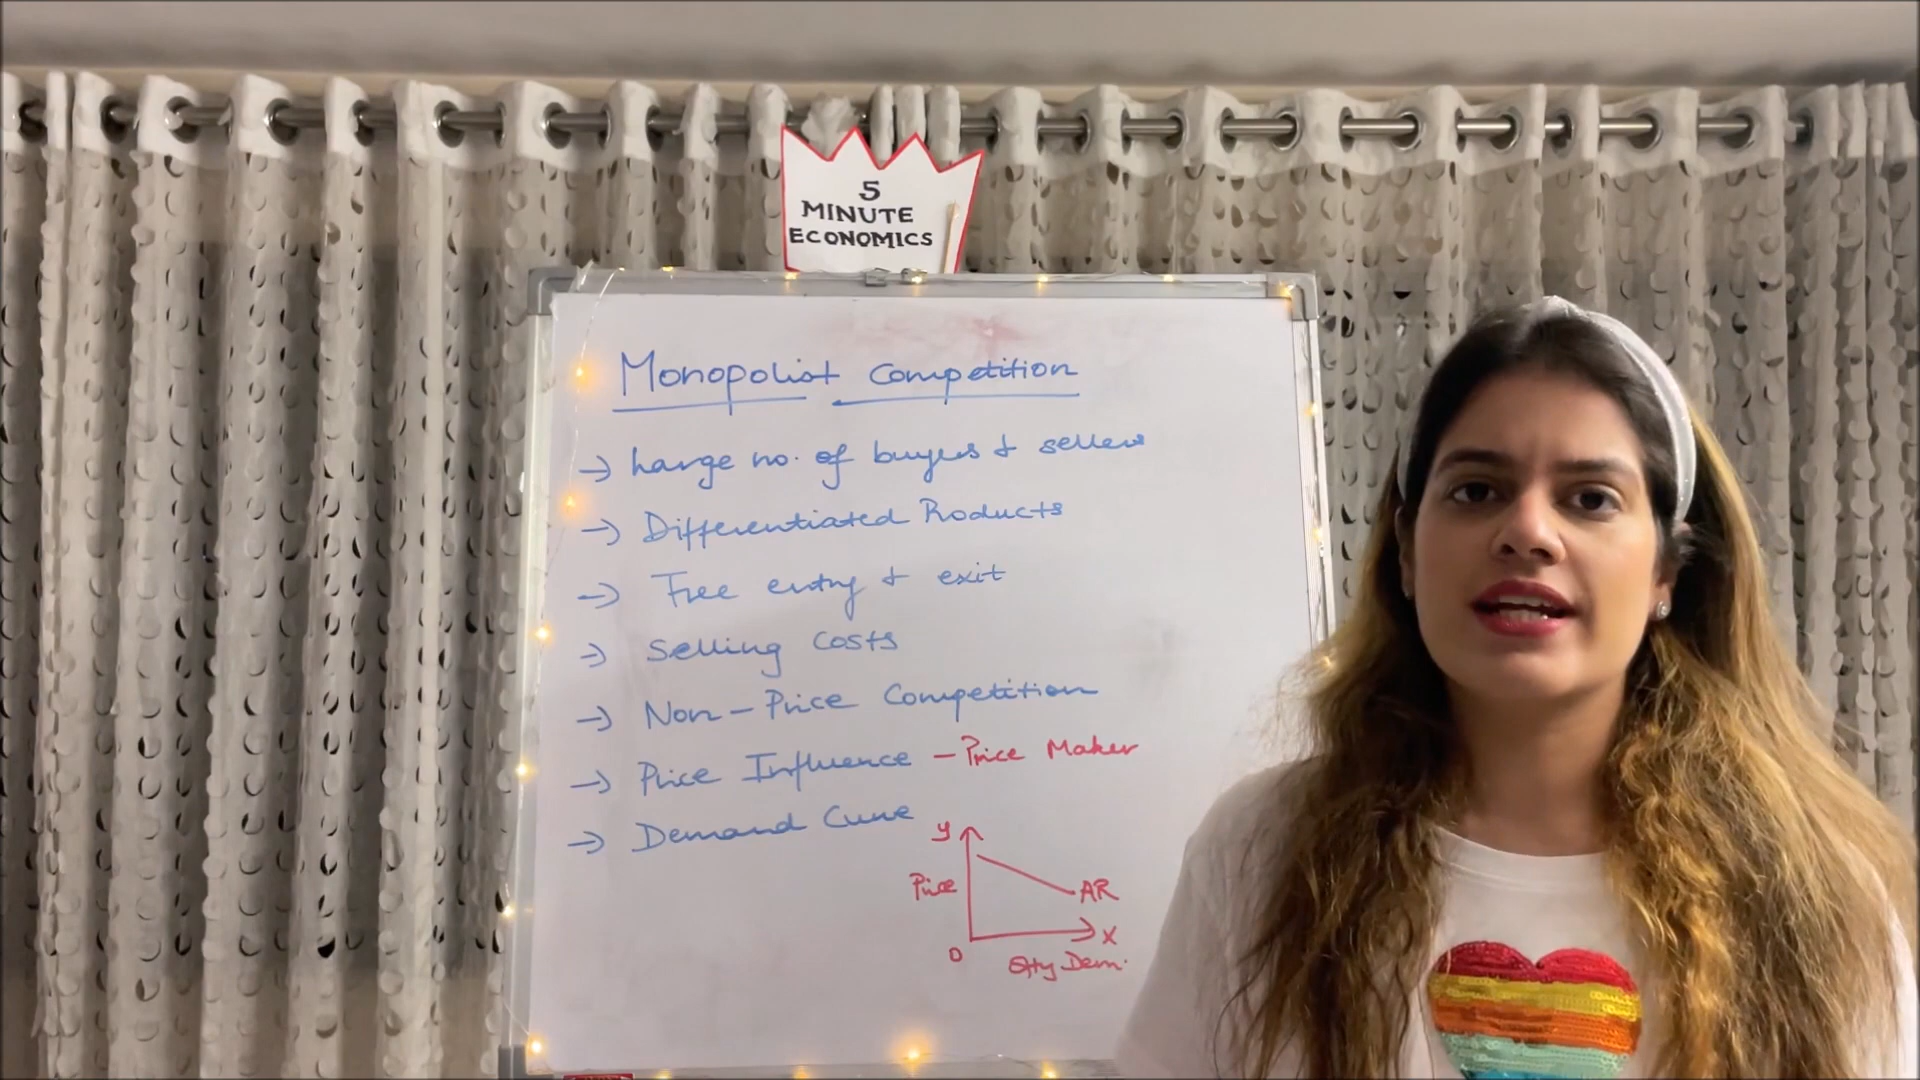 5
MINUTE
ECONOMICS
Monopolist Competition
→ Large no. of buyers & sellers
→ Differentiated Products
→ Free entry & exit
→ Selling Costs
→ Non-Price Competition
→ Price Influence - Price Maker
→ Demand Curve
Y
Price
AR
X
O
Qty Dem.